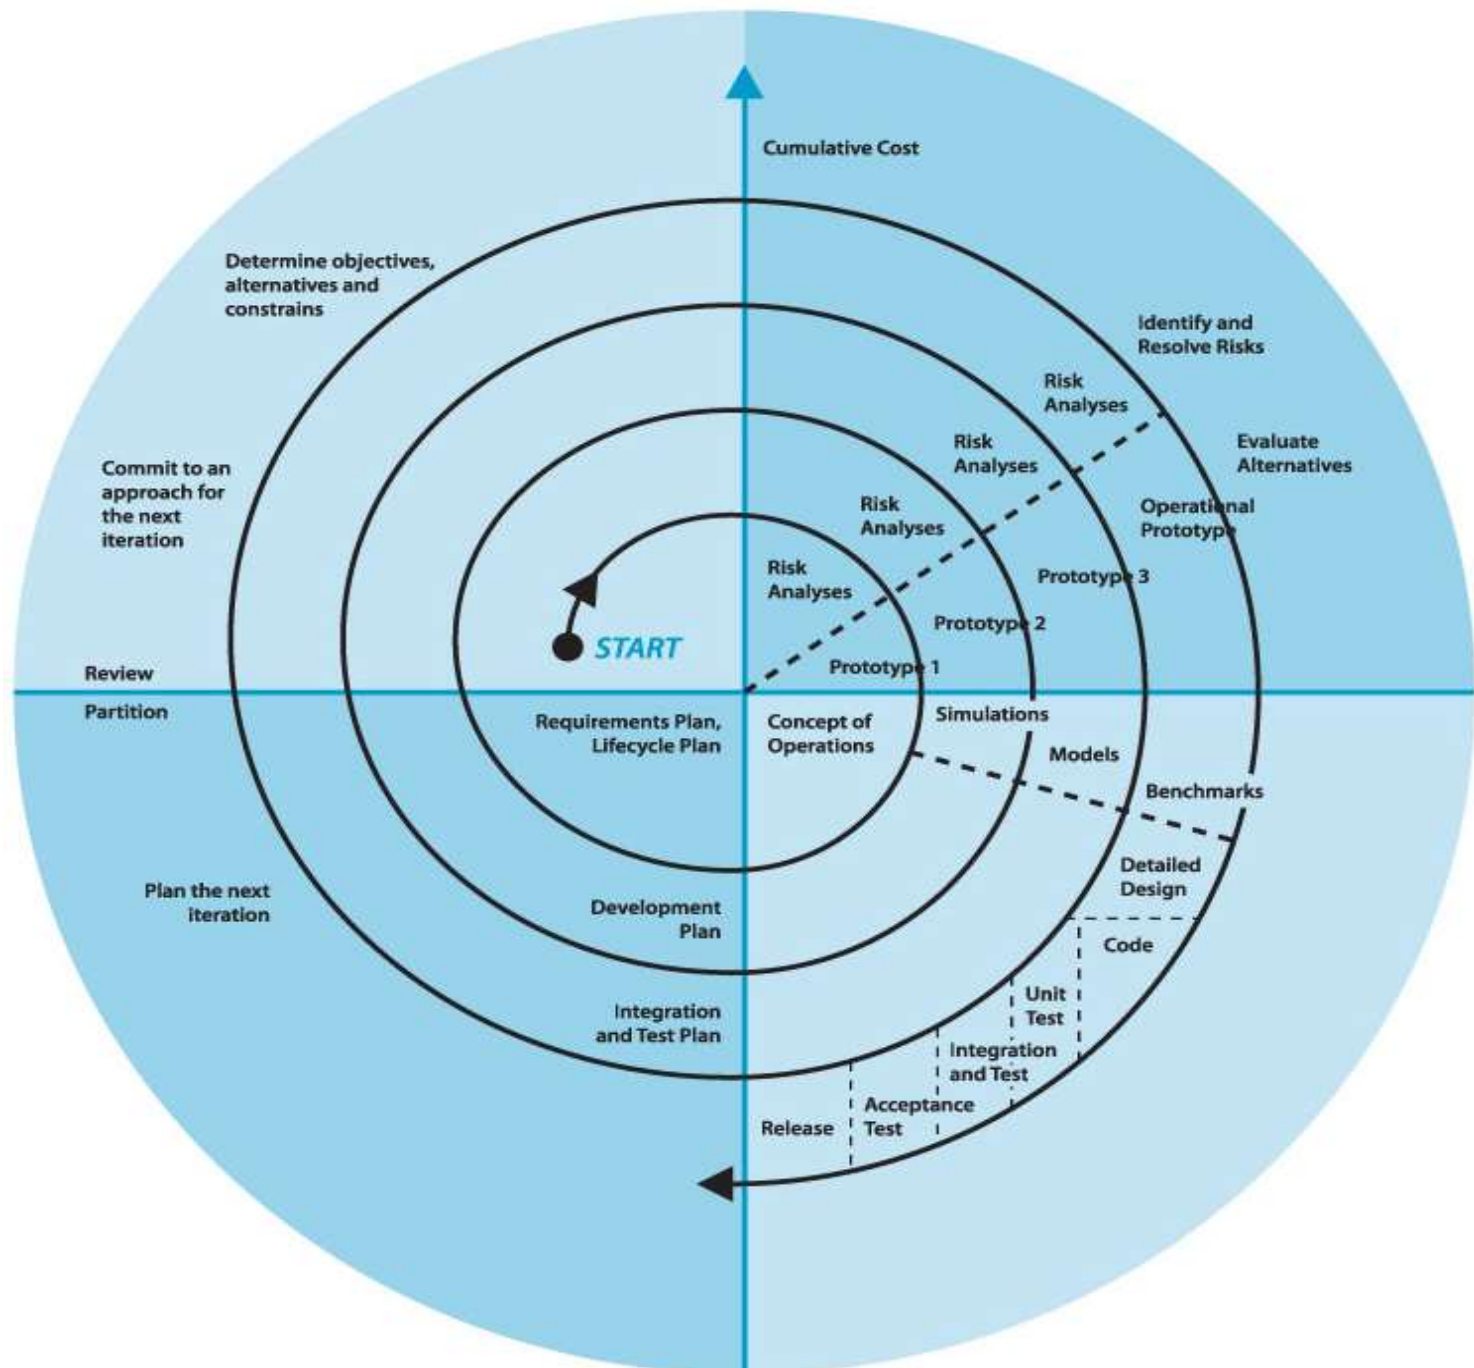 Cumulative Cost
Determine objectives,
alternatives and
constrains
Identify and
Resolve Risks
Risk
Analyses
Evaluate
Alternatives
Risk
Analyses
Commit to an
approach for
the next
iteration
Operational
Prototype
Risk
Analyses
Prototype 3
Risk
Analyses
Prototype 2
START
Prototype 1
Review
Partition
Requirements Plan,
Lifecycle Plan
Concept of
Operations
Simulations
Models
Benchmarks
Detailed
Design
Plan the next
iteration
Development
Plan
Code
Unit
Test
Integration
and Test Plan
Integration
and Test
Acceptance
Test
Release